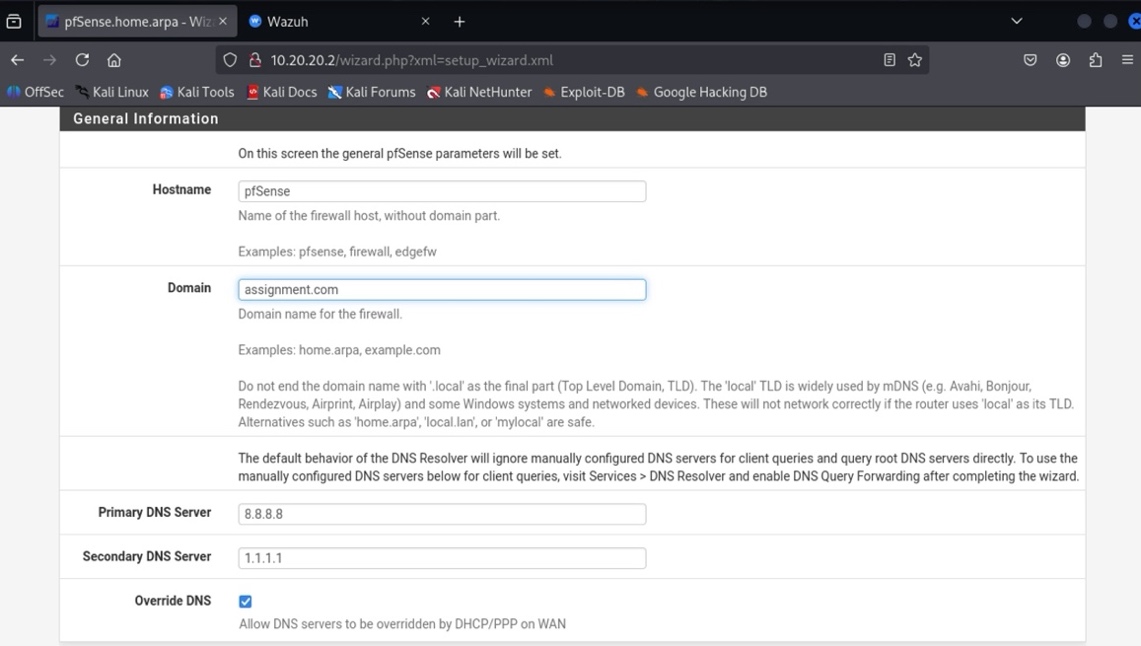 pfSense.home.arpa - Wiz
Wazuh
10.20.20.2/wizard.php?xml=setup_wizard.xml
OffSec Kali Linux Kali Tools Kali Docs Kali Forums Kali NetHunter Exploit-DB Google Hacking DB
General Information
On this screen the general pfSense parameters will be set.
Hostname
pfSense
Name of the firewall host, without domain part.
Examples: pfsense, firewall, edgefw
Domain
assignment.com
Domain name for the firewall.
Examples: home.arpa, example.com
Do not end the domain name with '.local' as the final part (Top Level Domain, TLD). The 'local' TLD is widely used by mDNS (e.g. Avahi, Bonjour,
Rendezvous, Airprint, Airplay) and some Windows systems and networked devices. These will not network correctly if the router uses 'local' as its TLD.
Alternatives such as 'home.arpa', 'local.lan', or 'mylocal' are safe.
The default behavior of the DNS Resolver will ignore manually configured DNS servers for client queries and query root DNS servers directly. To use the
manually configured DNS servers below for client queries, visit Services > DNS Resolver and enable DNS Query Forwarding after completing the wizard.
Primary DNS Server
8.8.8.8
Secondary DNS Server
1.1.1.1
Override DNS
Allow DNS servers to be overridden by DHCP/PPP on WAN